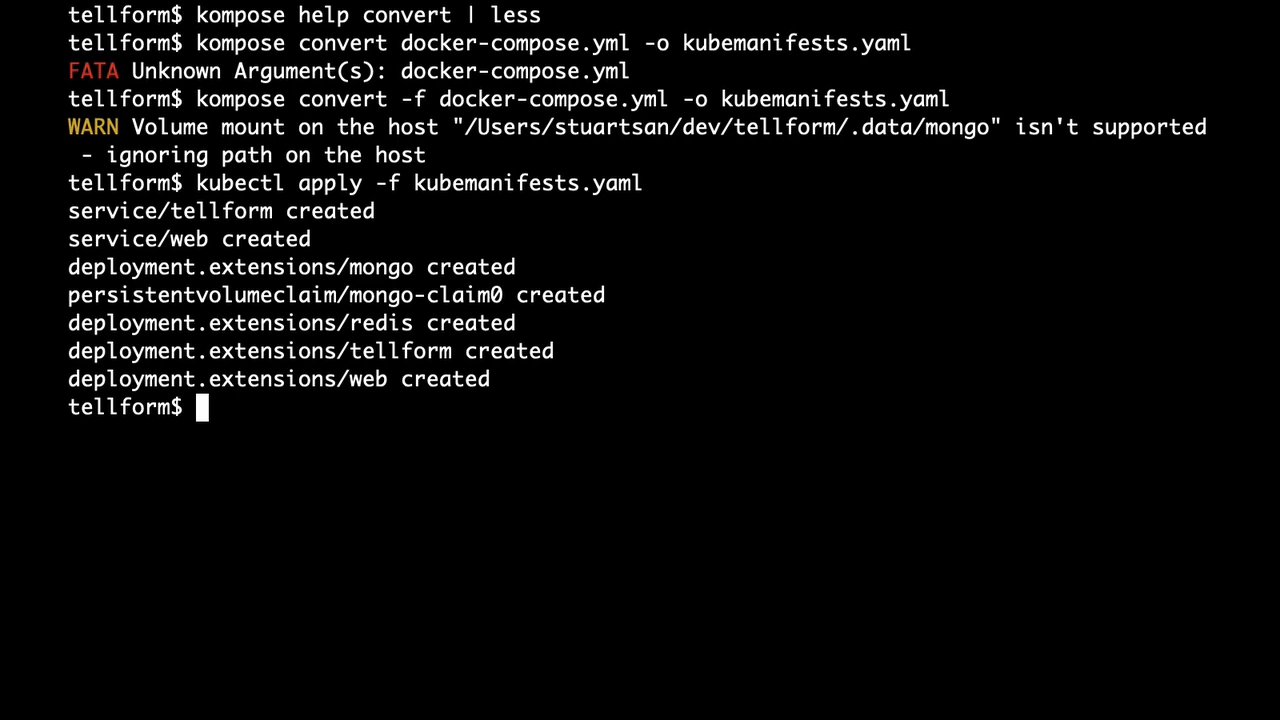 tellform$ kompose help convert | less
tellform$ kompose convert docker-compose.yml -o kubemanifests.yaml
FATA Unknown Argument(s): docker-compose.yml
tellform$ kompose convert -f docker-compose.yml -o kubemanifests.yaml
WARN Volume mount on the host "/Users/stuartsan/dev/tellform/.data/mongo" isn't supported
 - ignoring path on the host
tellform$ kubectl apply -f kubemanifests.yaml
service/tellform created
service/web created
deployment.extensions/mongo created
persistentvolumeclaim/mongo-claim0 created
deployment.extensions/redis created
deployment.extensions/tellform created
deployment.extensions/web created
tellform$